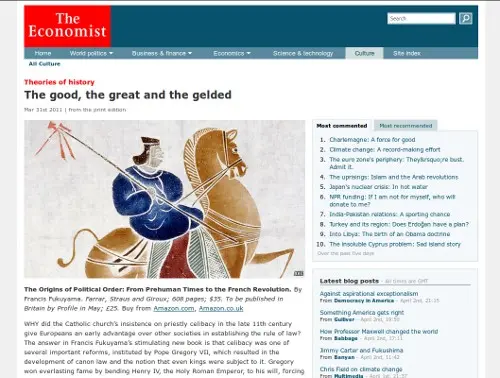 The
Economist
Search
Home World politics Business & finance Economics Science & technology Culture Site index
All Culture
Theories of history
The good, the great and the gelded
Mar 31st 2011 | from the print edition
The Origins of Political Order: From Prehuman Times to the French Revolution. By
Francis Fukuyama. Farrar, Straus and Giroux; 608 pages; $35. To be published in
Britain by Profile in May; £25. Buy from Amazon.com, Amazon.co.uk
WHY did the Catholic church's insistence on priestly celibacy in the late 11th century
give Europeans an early advantage over other societies in establishing the rule of law?
The answer in Francis Fukuyama's stimulating new book is that celibacy was one of
several important reforms, instituted by Pope Gregory VII, which resulted in the
development of canon law and the notion that even kings were subject to it. Gregory
won everlasting fame by bending Henry IV, the Holy Roman Emperor, to his will, forcing
Most commented Most recommended
1. Charlemagne: A force for good
2. Climate change: A record-making effort
3. The euro zone's periphery: They&rsquo;re bust.
Admit it.
4. The uprisings: Islam and the Arab revolutions
5. Japan's nuclear crisis: In hot water
6. NPR funding: If I am not for myself, who will
donate to me?
7. India-Pakistan relations: A sporting chance
8. Turkey and its region: Does Erdoğan have a plan?
9. Into Libya: The birth of an Obama doctrine
10. The insoluble Cyprus problem: Sad island story
Over the past five days
Latest blog posts - All times are GMT
Against aspirational exceptionalism
From Democracy in America - April 2nd, 21:15
Something Amerca gets right
From Gulliver - April 2nd,
How Professor Maxwell changed the world
From Babbage - April 2nd, 17:11
Jimmy Carter and Fukushima
From Banyan - April 2nd, 11:42
Chris Field on climate change
From Multimedia - April 1st, 21:57